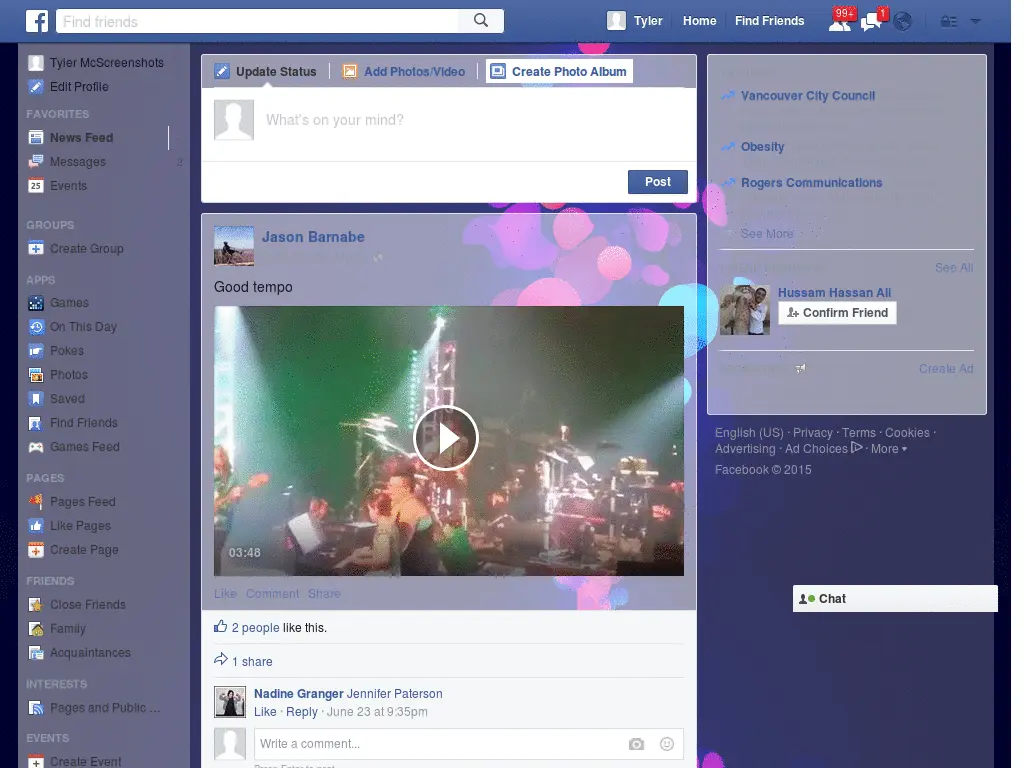 Find friends
Tyler
Home
Find Friends
99+
1
Tyler McScreenshots
Edit Profile
FAVORITES
News Feed
Messages 2
Events
GROUPS
Create Group
APPS
Games
On This Day
Pokes
Photos
Saved
Find Friends
Games Feed
PAGES
Pages Feed
Like Pages
Create Page
FRIENDS
Close Friends
Family
Acquaintances
INTERESTS
Pages and Public ...
EVENTS
Create Event
Update Status
Add Photos/Video
Create Photo Album
What's on your mind?
Post
Jason Barnabe
Good tempo
03:48
Like Comment Share
2 people like this.
1 share
Nadine Granger Jennifer Paterson
Like · Reply · June 23 at 9:35pm
Write a comment...
Press Enter to post.
Vancouver City Council
Obesity
Rogers Communications
See More
See All
Hussam Hassan Ali
Confirm Friend
Create Ad
English (US) · Privacy · Terms · Cookies ·
Advertising · Ad Choices · More
Facebook © 2015
Chat